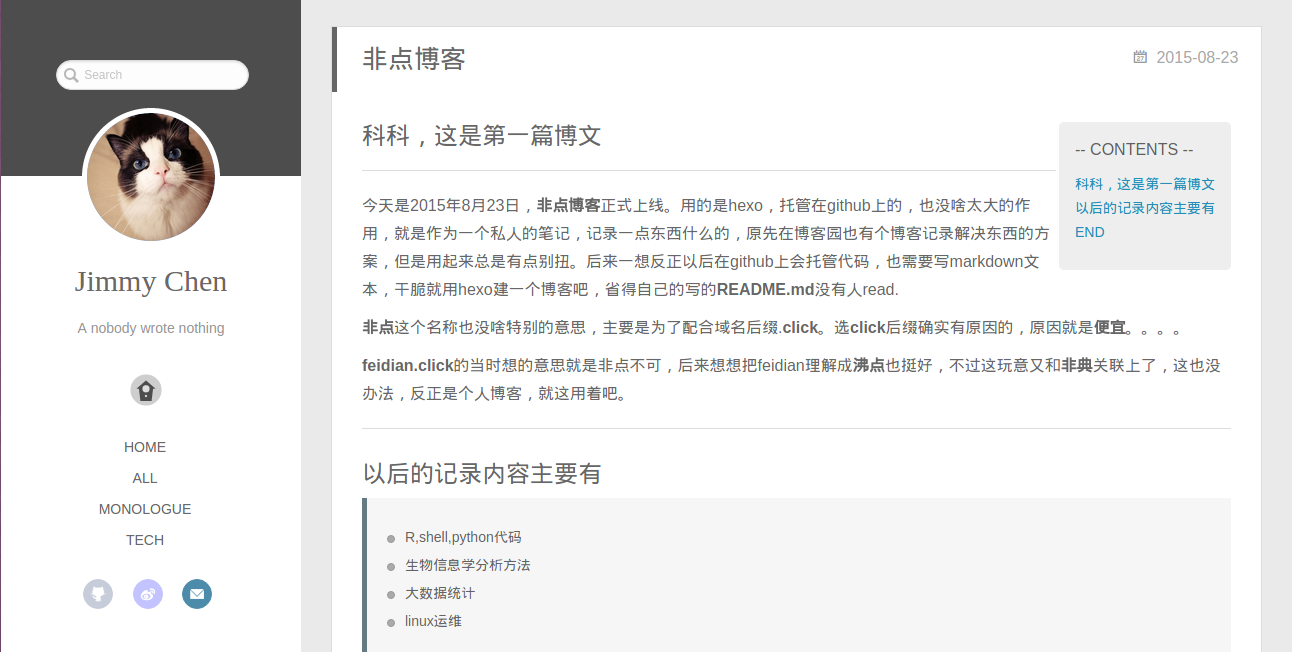 Search
Jimmy Chen
A nobody wrote nothing
HOME
ALL
MONOLOGUE
TECH
非点博客
2015-08-23
科科，这是第一篇博文
-- CONTENTS --
科科，这是第一篇博文
以后的记录内容主要有
END
今天是2015年8月23日，非点博客正式上线。用的是hexo，托管在github上的，也没啥太大的作
用，就是作为一个私人的笔记，记录一点东西什么的，原先在博客园也有个博客记录解决东西的方
案，但是用起来总是有点别扭。后来一想反正以后在github上会托管代码，也需要写markdown文
本，干脆就用hexo建一个博客吧，省得自己的写的README.md没有人read.
非点这个名称也没啥特别的意思，主要是为了配合域名后缀.click。选click后缀确实有原因的，原因就是便宜。。。。
feidian.click的当时想的意思就是非点不可，后来想想把feidian理解成沸点也挺好，不过这玩意又和非典关联上了，这也没
办法，反正是个人博客，就这用着吧。
以后的记录内容主要有
R,shell,python代码
生物信息学分析方法
大数据统计
linux运维